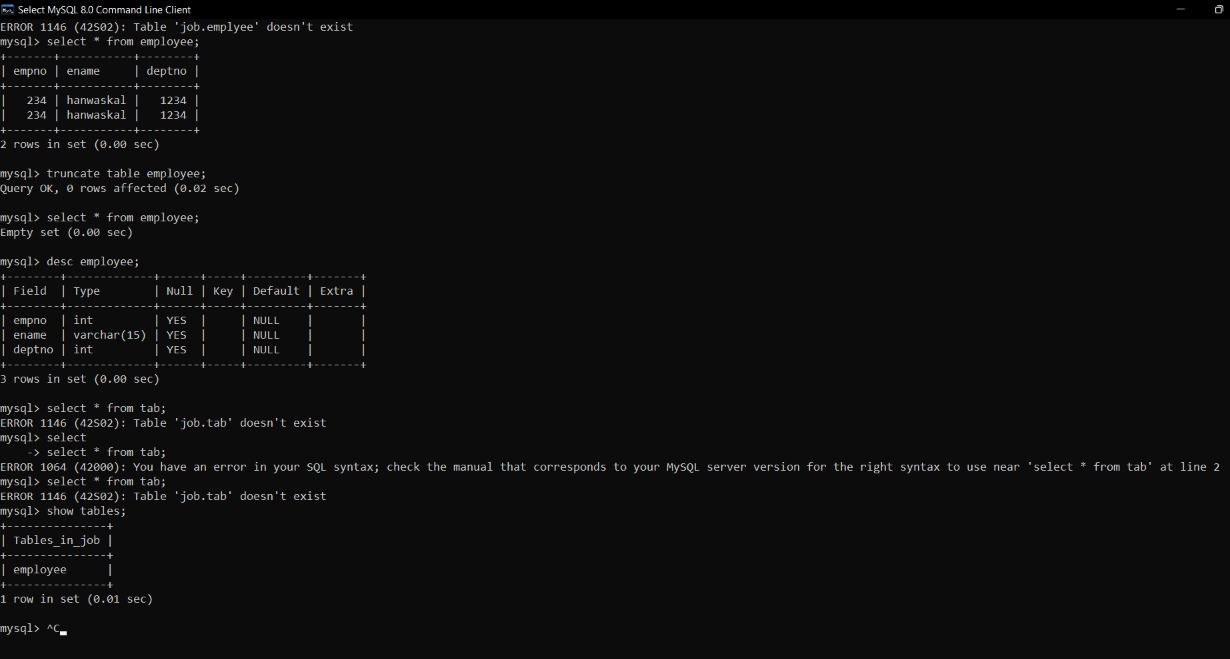 Select MySQL 8.0 Command Line Client
ERROR 1146 (42S02): Table 'job.emplyee' doesn't exist
mysql> select * from employee;
+-------+-----------+--------+
| empno | ename     | deptno |
+-------+-----------+--------+
|   234 | hanwaskal |   1234 |
|   234 | hanwaskal |   1234 |
+-------+-----------+--------+
2 rows in set (0.00 sec)
mysql> truncate table employee;
Query OK, 0 rows affected (0.02 sec)
mysql> select * from employee;
Empty set (0.00 sec)
mysql> desc employee;
+--------+-------------+------+-----+---------+-------+
| Field  | Type        | Null | Key | Default | Extra |
+--------+-------------+------+-----+---------+-------+
| empno  | int         | YES  |     | NULL    |       |
| ename  | varchar(15) | YES  |     | NULL    |       |
| deptno | int         | YES  |     | NULL    |       |
+--------+-------------+------+-----+---------+-------+
3 rows in set (0.00 sec)
mysql> select * from tab;
ERROR 1146 (42S02): Table 'job.tab' doesn't exist
mysql> select
    -> select * from tab;
ERROR 1064 (42000): You have an error in your SQL syntax; check the manual that corresponds to your MySQL server version for the right syntax to use near 'select * from tab' at line 2
mysql> select * from tab;
ERROR 1146 (42S02): Table 'job.tab' doesn't exist
mysql> show tables;
+---------------+
| Tables_in_job |
+---------------+
| employee      |
+---------------+
1 row in set (0.01 sec)
mysql> ^C